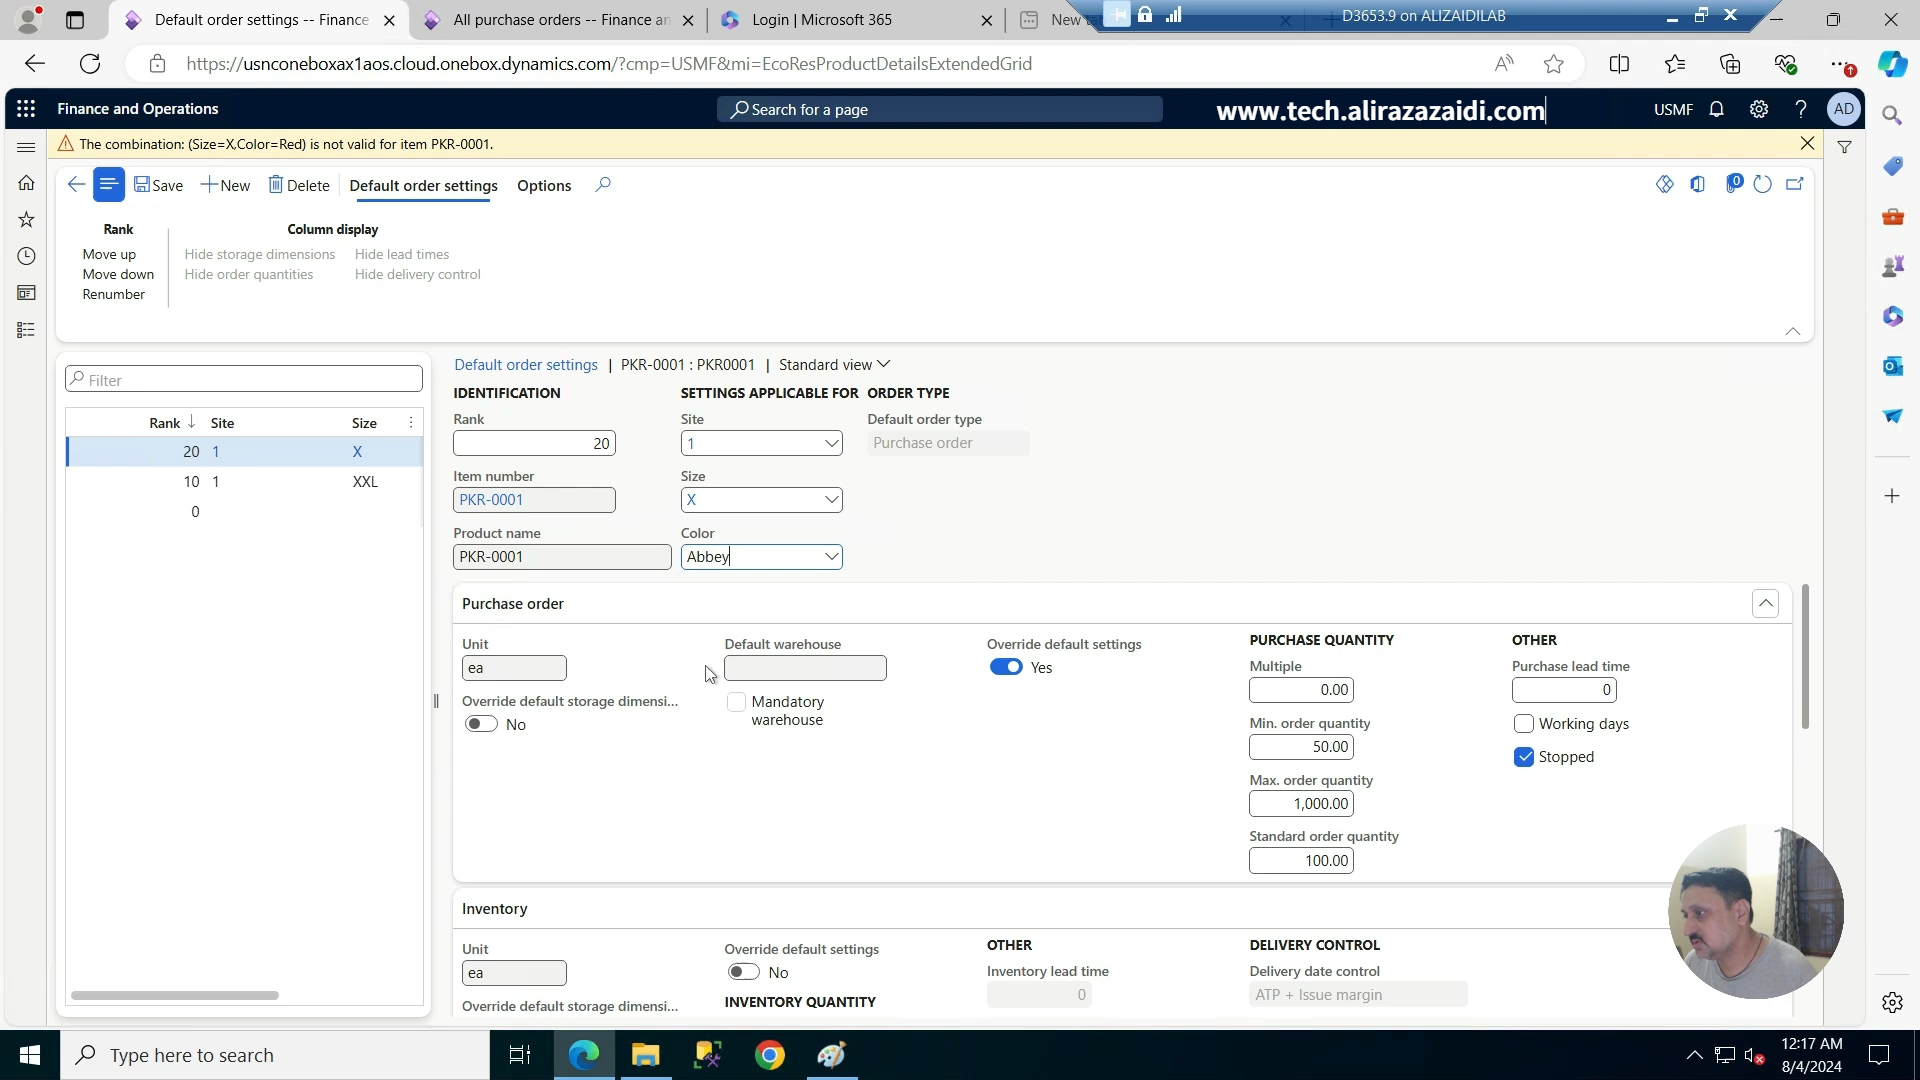 Default order settings -- Finance
All purchase orders -- Finance an
Login | Microsoft 365
New ta
D3653.9 on ALIZAIDILAB
https://usnconeboxax1aos.cloud.onebox.dynamics.com/?cmp=USMF&mi=EcoResProductDetailsExtendedGrid
Finance and Operations
Search for a page
www.tech.alirazazaidi.com
USMF
?
AD
The combination: (Size=X,Color=Red) is not valid for item PKR-0001.
Save
New
Delete
Default order settings
Options
0
Rank
Column display
Move up
Hide storage dimensions
Hide lead times
Move down
Hide order quantities
Hide delivery control
Renumber
Filter
Rank
Site
Size
20 1 X
10 1 XXL
0
Default order settings | PKR-0001 : PKR0001 | Standard view
IDENTIFICATION
SETTINGS APPLICABLE FOR
ORDER TYPE
Rank
Site
Default order type
20
1
Purchase order
Item number
Size
PKR-0001
X
Product name
Color
PKR-0001
Abbey
Purchase order
Unit
Default warehouse
Override default settings
PURCHASE QUANTITY
OTHER
ea
Yes
Multiple
Purchase lead time
0.00
0
Override default storage dimensi...
Mandatory
warehouse
No
Min. order quantity
Working days
50.00
Stopped
Max. order quantity
1,000.00
Standard order quantity
100.00
Inventory
Unit
Override default settings
OTHER
DELIVERY CONTROL
ea
No
Inventory lead time
Delivery date control
0
ATP + Issue margin
Override default storage dimensi...
INVENTORY QUANTITY
Type here to search
12:17 AM
8/4/2024